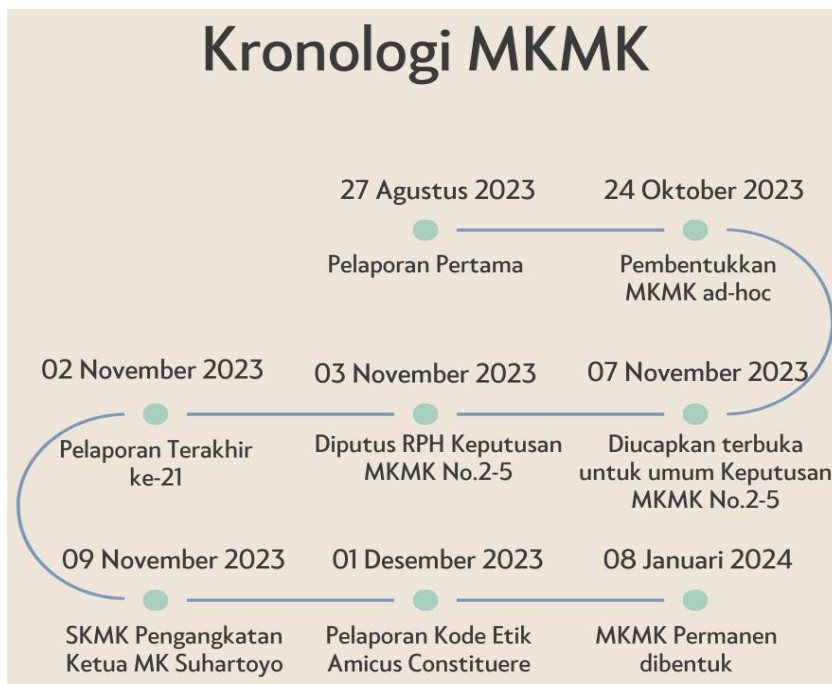 Kronologi MKMK
27 Agustus 2023
Pelaporan Pertama
24 Oktober 2023
Pembentukkan
MKMK ad-hoc
02 November 2023
Pelaporan Terakhir
ke-21
03 November 2023
Diputus RPH Keputusan
MKMK No.2-5
07 November 2023
Diucapkan terbuka
untuk umum Keputusan
MKMK No.2-5
09 November 2023
SKMK Pengangkatan
Ketua MK Suhartoyo
01 Desember 2023
Pelaporan Kode Etik
Amicus Constituere
08 Januari 2024
MKMK Permanen
dibentuk